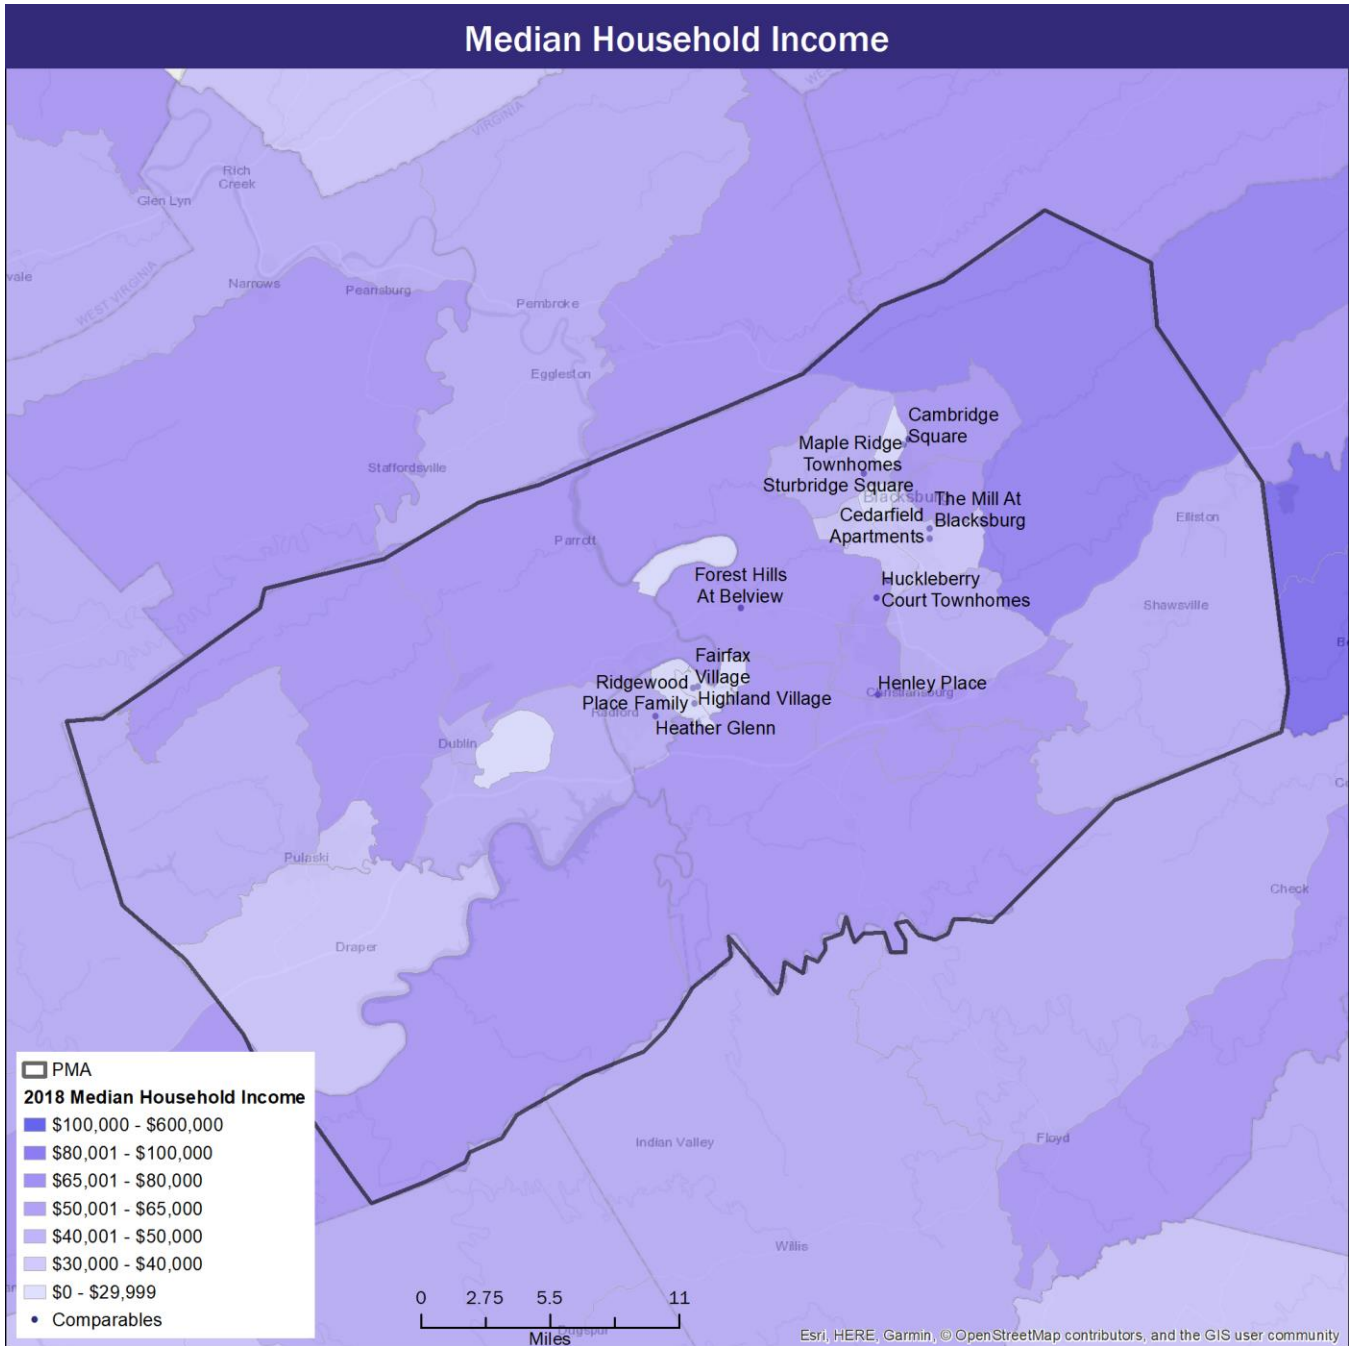 Median Household Income
VIRGINIA
Rich
Creek
Glen Lyn
vale
WEST VIRGINIA
Narrows
Pearisburg
Pembroke
Eggleston
Staffordsville
Parrott
Cambridge
Square
Maple Ridge
Townhomes
Sturbridge Square
Blacksburg
The Mill At
Blacksburg
Cedarfield
Apartments
Elliston
Forest Hills
At Belview
Huckleberry
Court Townhomes
Shawsville
Fairfax
Village
Ridgewood
Place Family
Highland Village
Henley Place
Christiansburg
Radford
Heather Glenn
Dublin
Pulaski
Draper
Check
Indian Valley
Floyd
Willis
Dugspur
PMA
2018 Median Household Income
$100,000 - $600,000
$80,001 - $100,000
$65,001 - $80,000
$50,001 - $65,000
$40,001 - $50,000
$30,000 - $40,000
$0 - $29,999
Comparables
0 2.75 5.5 11
Miles
Esri, HERE, Garmin, © OpenStreetMap contributors, and the GIS user community